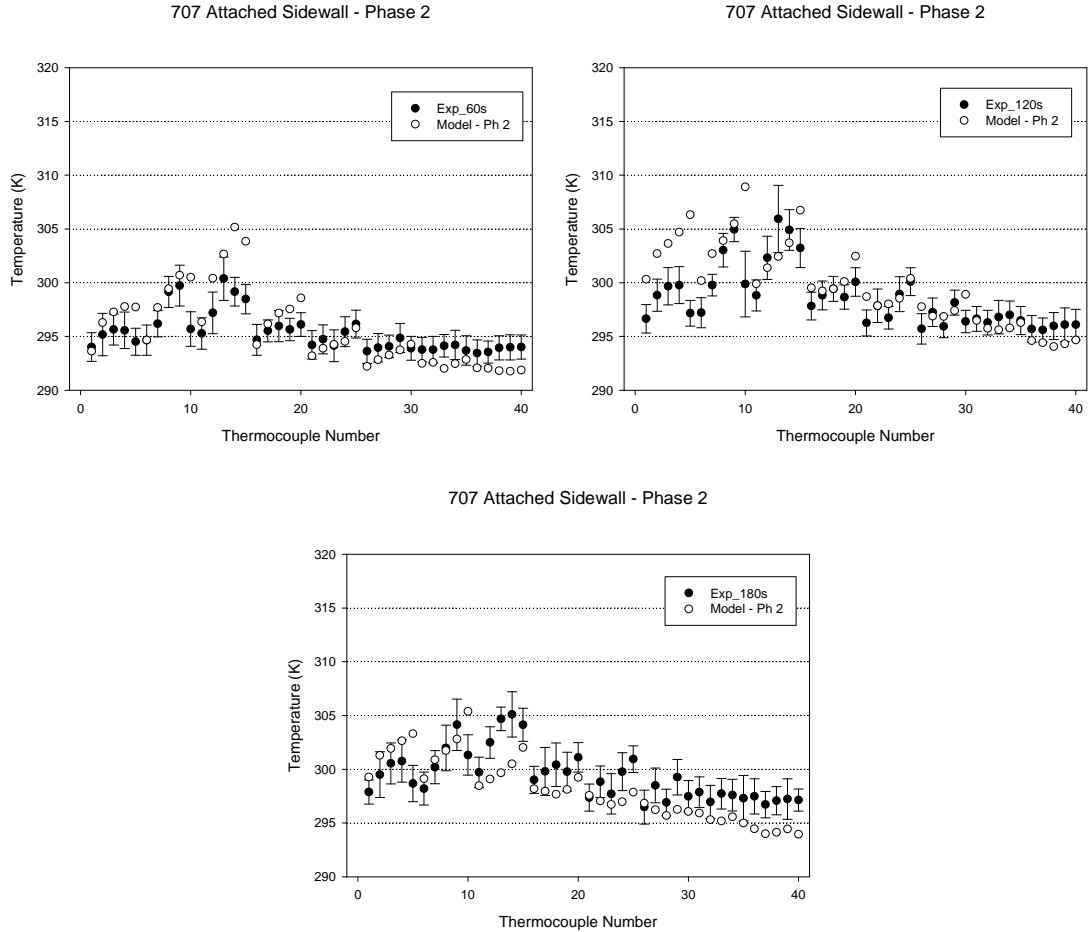 707 Attached Sidewall - Phase 2
320
315
310
305
300
295
290
Temperature (K)
Exp_60s
Model - Ph 2
0
10
20
30
40
Thermocouple Number
707 Attached Sidewall - Phase 2
320
315
310
305
300
295
290
Temperature (K)
Exp_120s
Model - Ph 2
0
10
20
30
40
Thermocouple Number
707 Attached Sidewall - Phase 2
320
315
310
305
300
295
290
Temperature (K)
Exp_180s
Model - Ph 2
0
10
20
30
40
Thermocouple Number